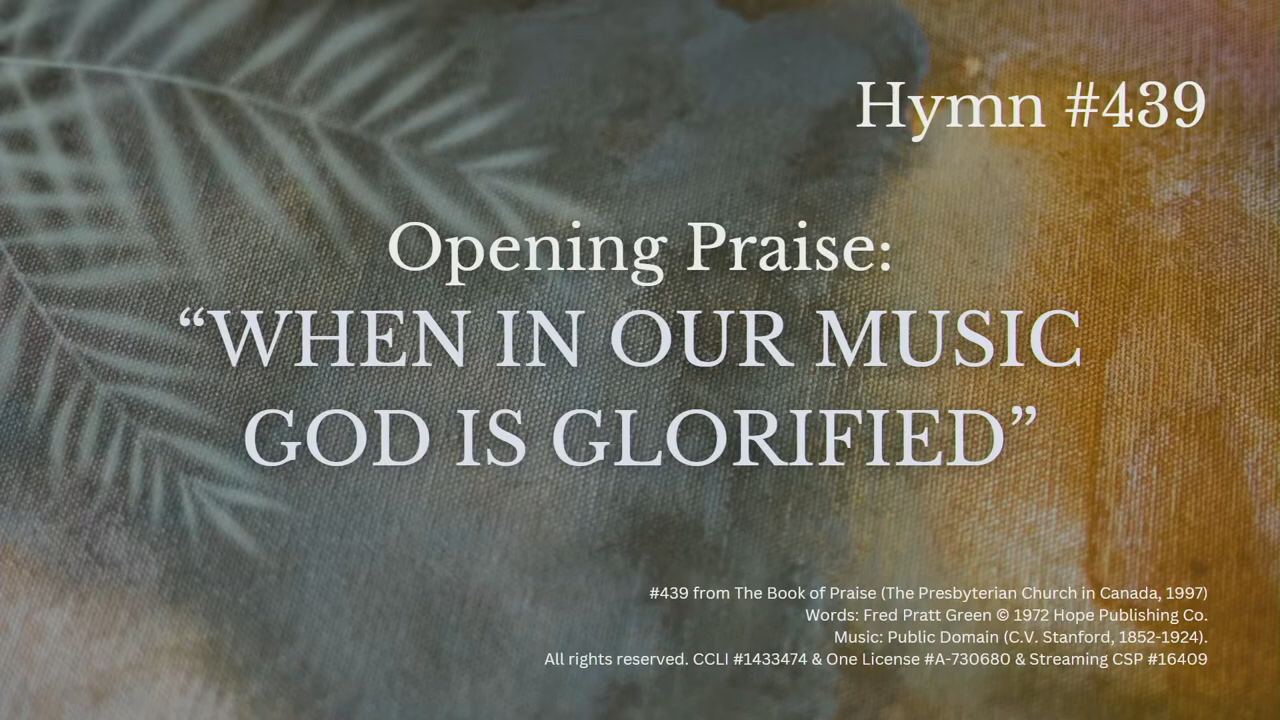 Hymn #439
Opening Praise:
“WHEN IN OUR MUSIC
GOD IS GLORIFIED”
#439 from The Book of Praise (The Presbyterian Church in Canada, 1997)
Words: Fred Pratt Green © 1972 Hope Publishing Co.
Music: Public Domain (C.V. Stanford, 1852-1924).
All rights reserved. CCLI #1433474 & One License #A-730680 & Streaming CSP #16409